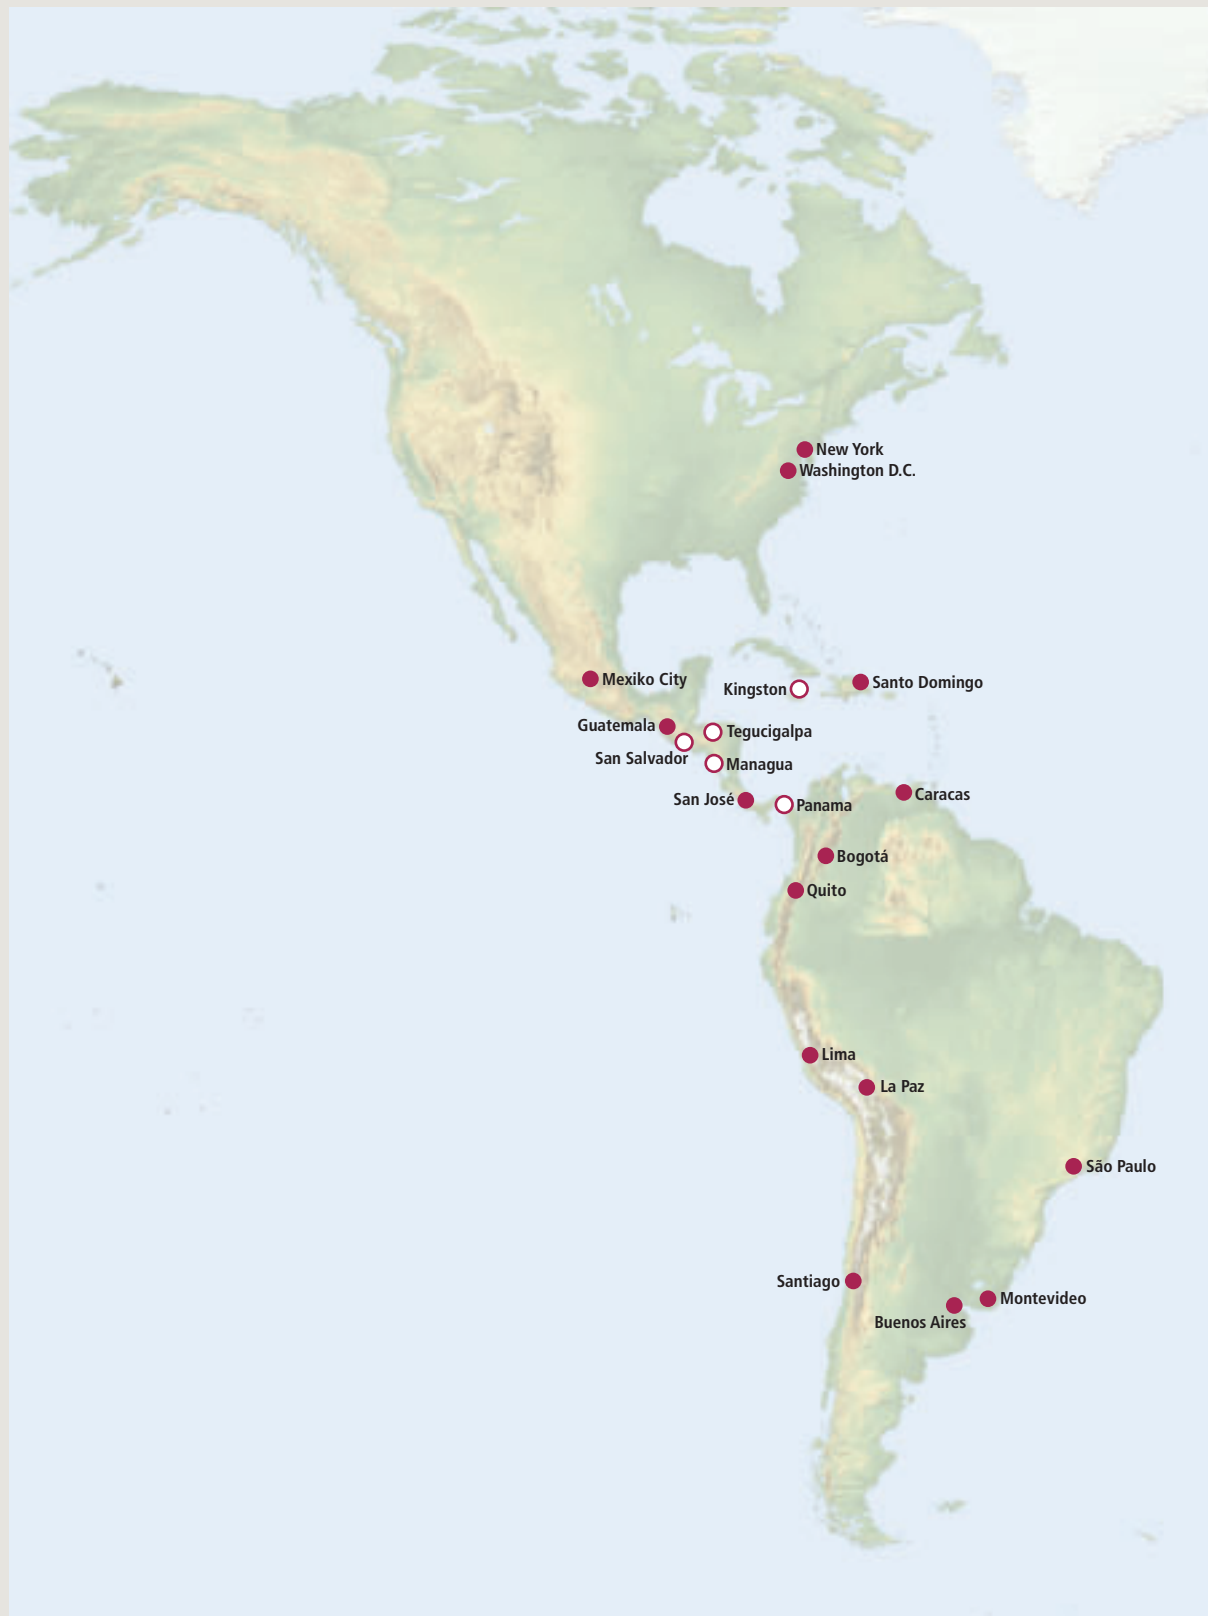 New York
Washington D.C.
Mexiko City
Santo Domingo
Kingston
Guatemala
Tegucigalpa
San Salvador
Managua
Caracas
San José
Panama
Bogotá
Quito
Lima
La Paz
São Paulo
Santiago
Montevideo
Buenos Aires